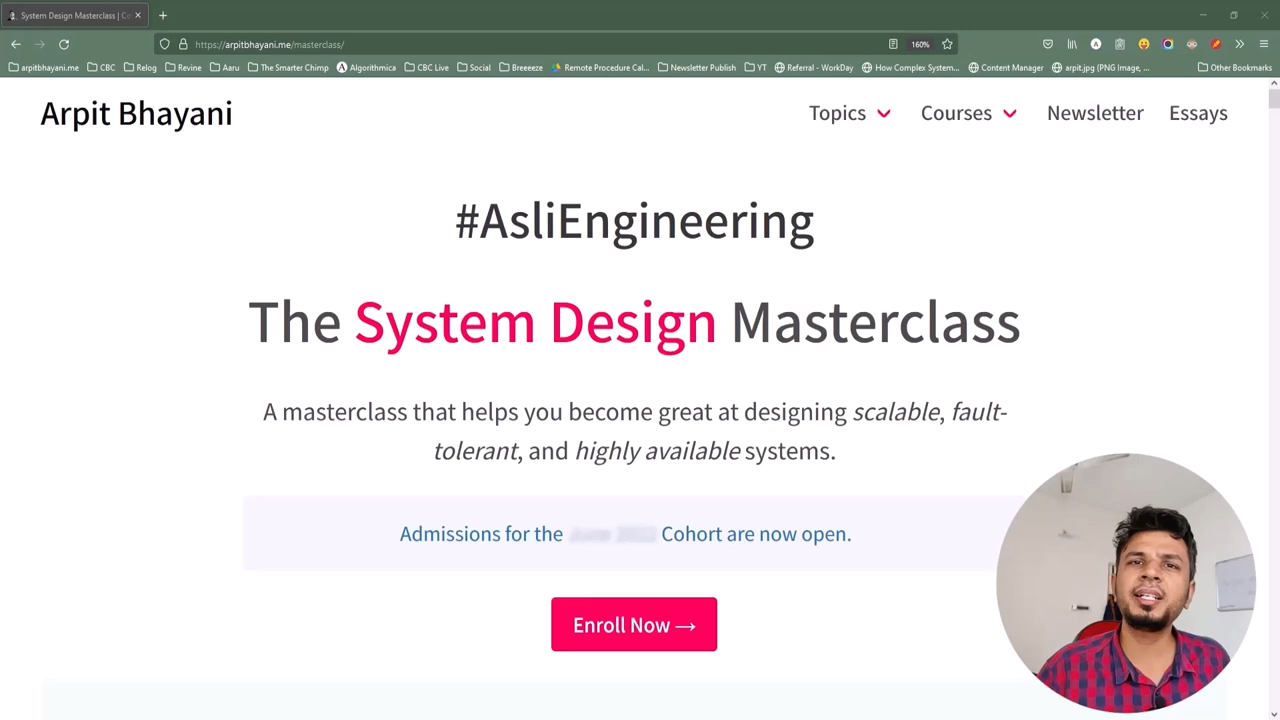 System Design Masterclass | Co
https://arpitbhayani.me/masterclass/
160%
arpitbhayani.me
CBC
Relog
Revine
Aaru
The Smarter Chimp
Algorithmica
CBC Live
Social
Breeeeze
Remote Procedure Cal...
Newsletter Publish
YT
Referral - WorkDay
How Complex System...
Content Manager
arpit.jpg (PNG Image, ...
Other Bookmarks
Arpit Bhayani
Topics
Courses
Newsletter
Essays
#AsliEngineering
The System Design Masterclass
A masterclass that helps you become great at designing scalable, fault-
tolerant, and highly available systems.
Admissions for the Cohort are now open.
Enroll Now →